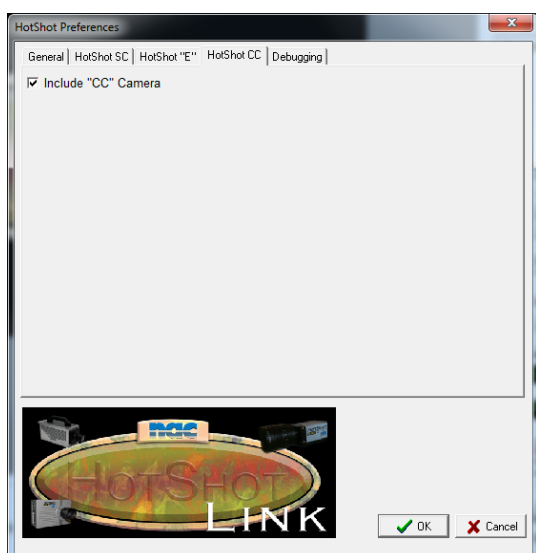 HotShot Preferences
General HotShot SC HotShot "E" HotShot CC Debugging
Include "CC" Camera
nac
HOTSHOT
LINK
OK Cancel